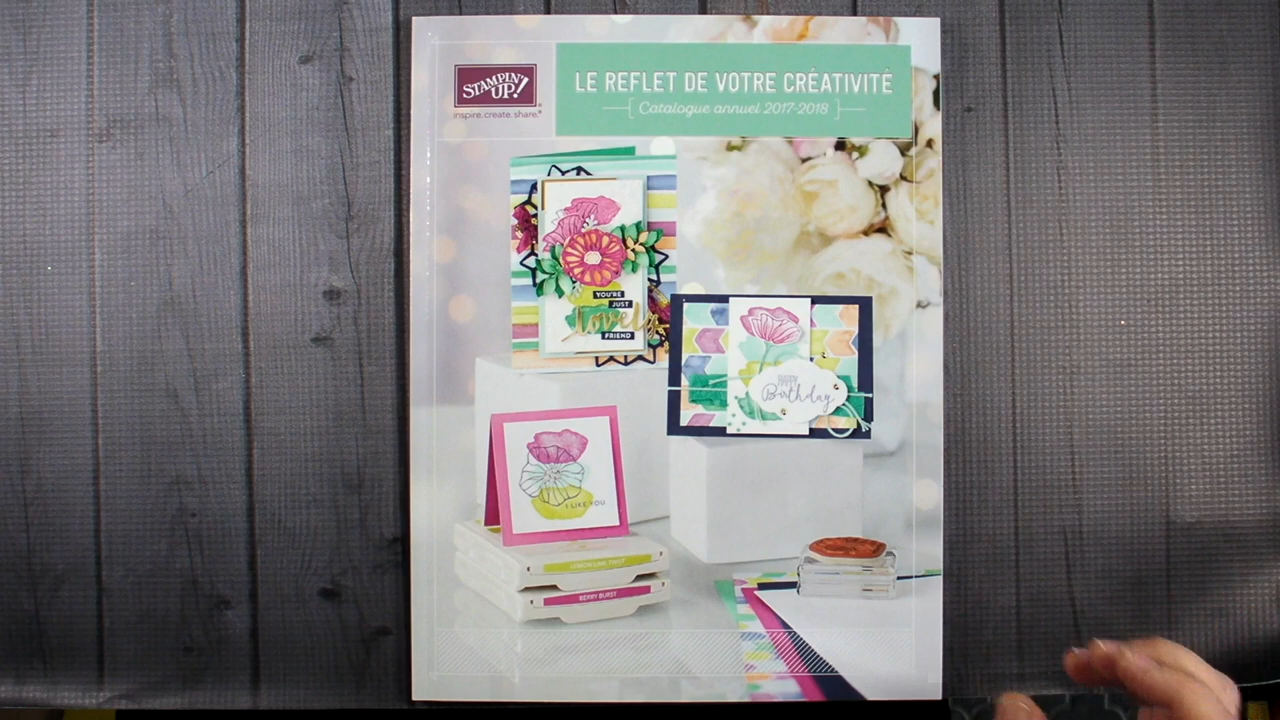 STAMPIN' UP!®
inspire. create. share.®
LE REFLET DE VOTRE CRÉATIVITÉ
Catalogue annuel 2017-2018
YOU'RE
JUST
lovely
FRIEND
HAPPY
Birthday
I LIKE YOU
LEMON LIME TWIST
BERRY BURST